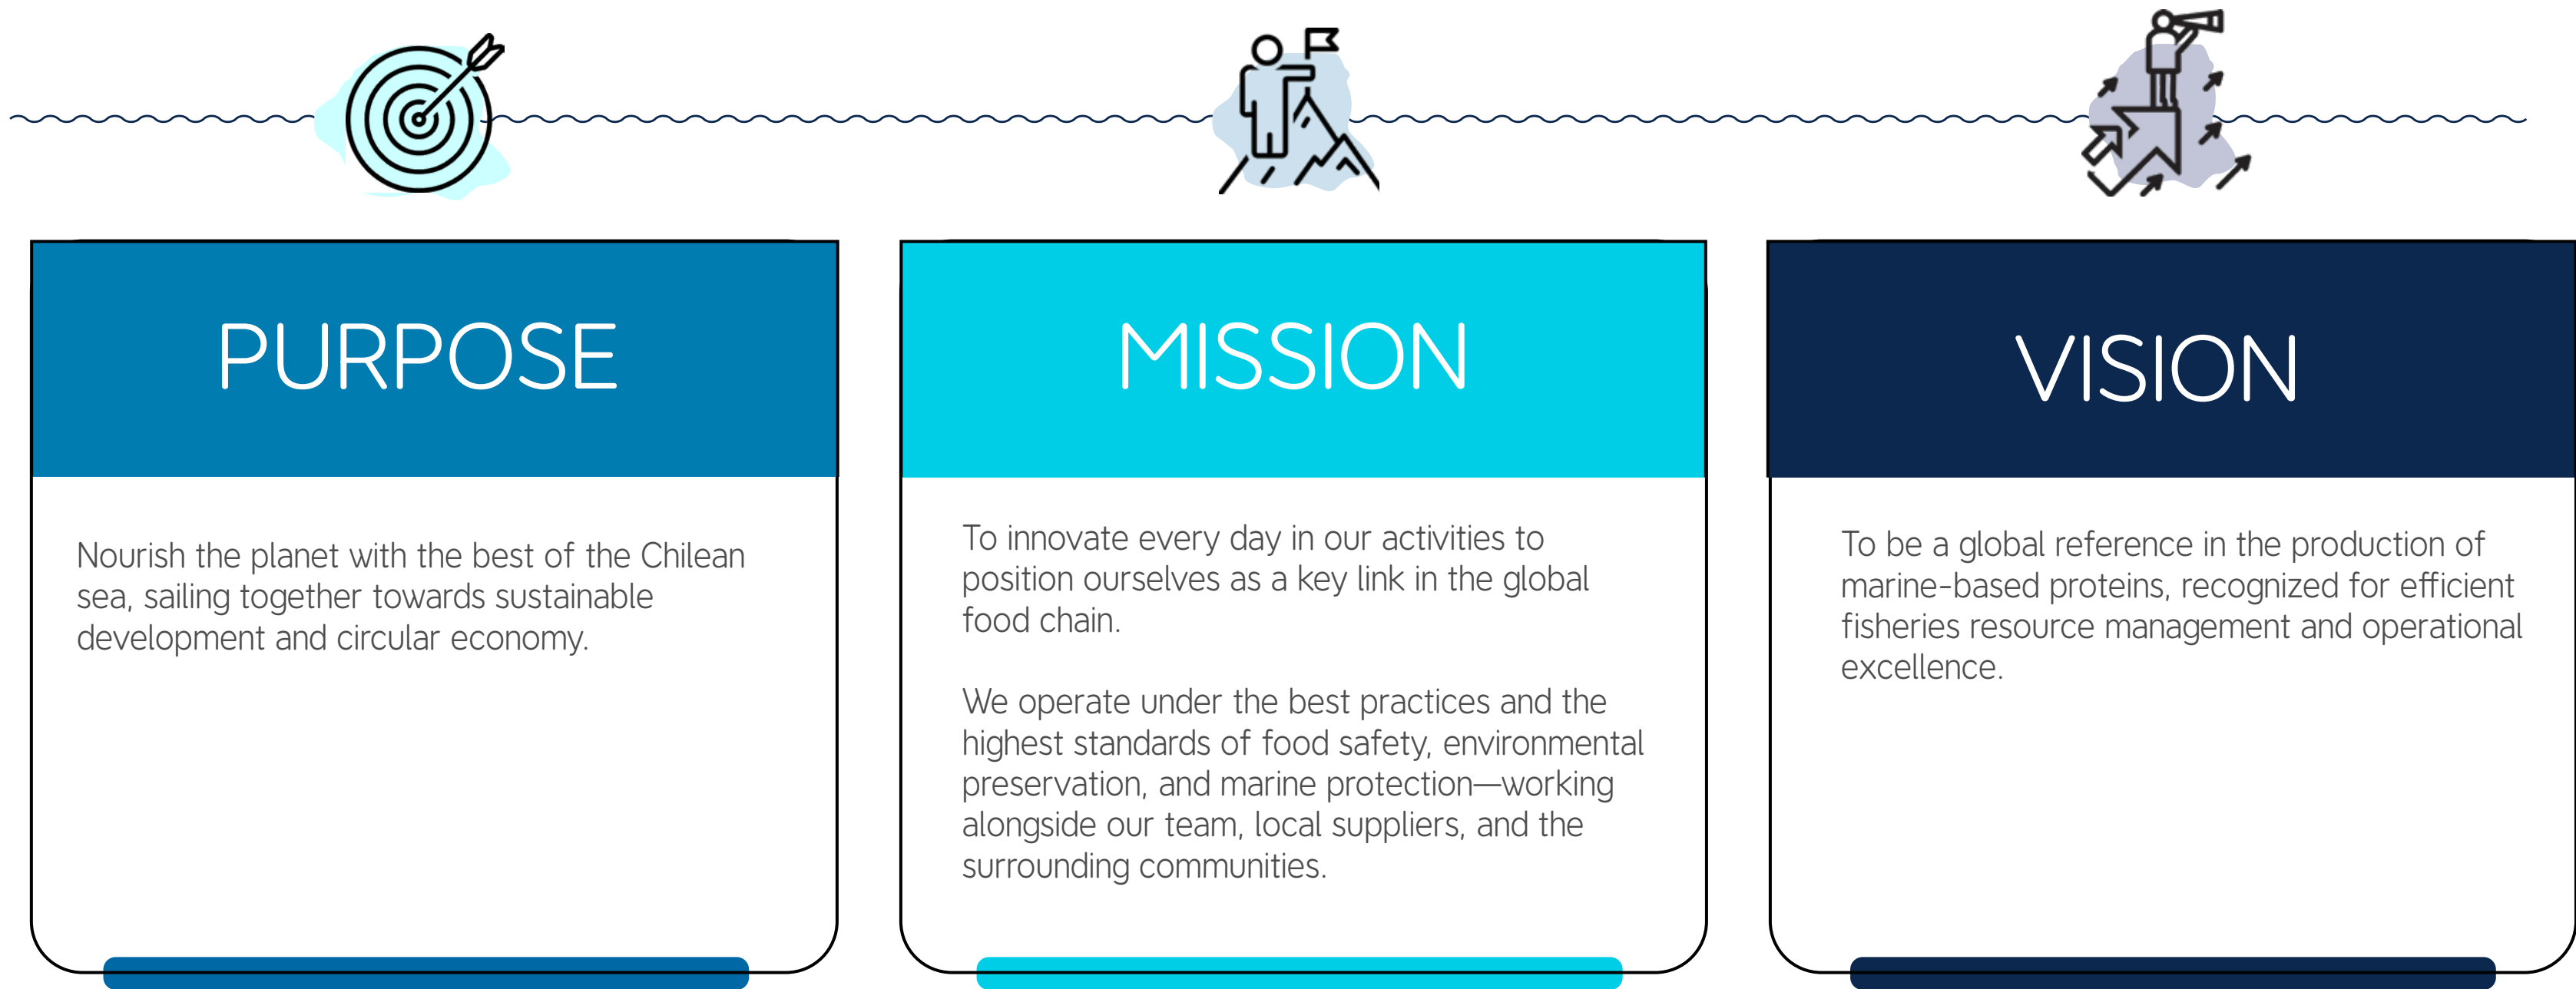 PURPOSE
Nourish the planet with the best of the Chilean
sea, sailing together towards sustainable
development and circular economy.
MISSION
To innovate every day in our activities to
position ourselves as a key link in the global
food chain.
We operate under the best practices and the
highest standards of food safety, environmental
preservation, and marine protection—working
alongside our team, local suppliers, and the
surrounding communities.
VISION
To be a global reference in the production of
marine-based proteins, recognized for efficient
fisheries resource management and operational
excellence.